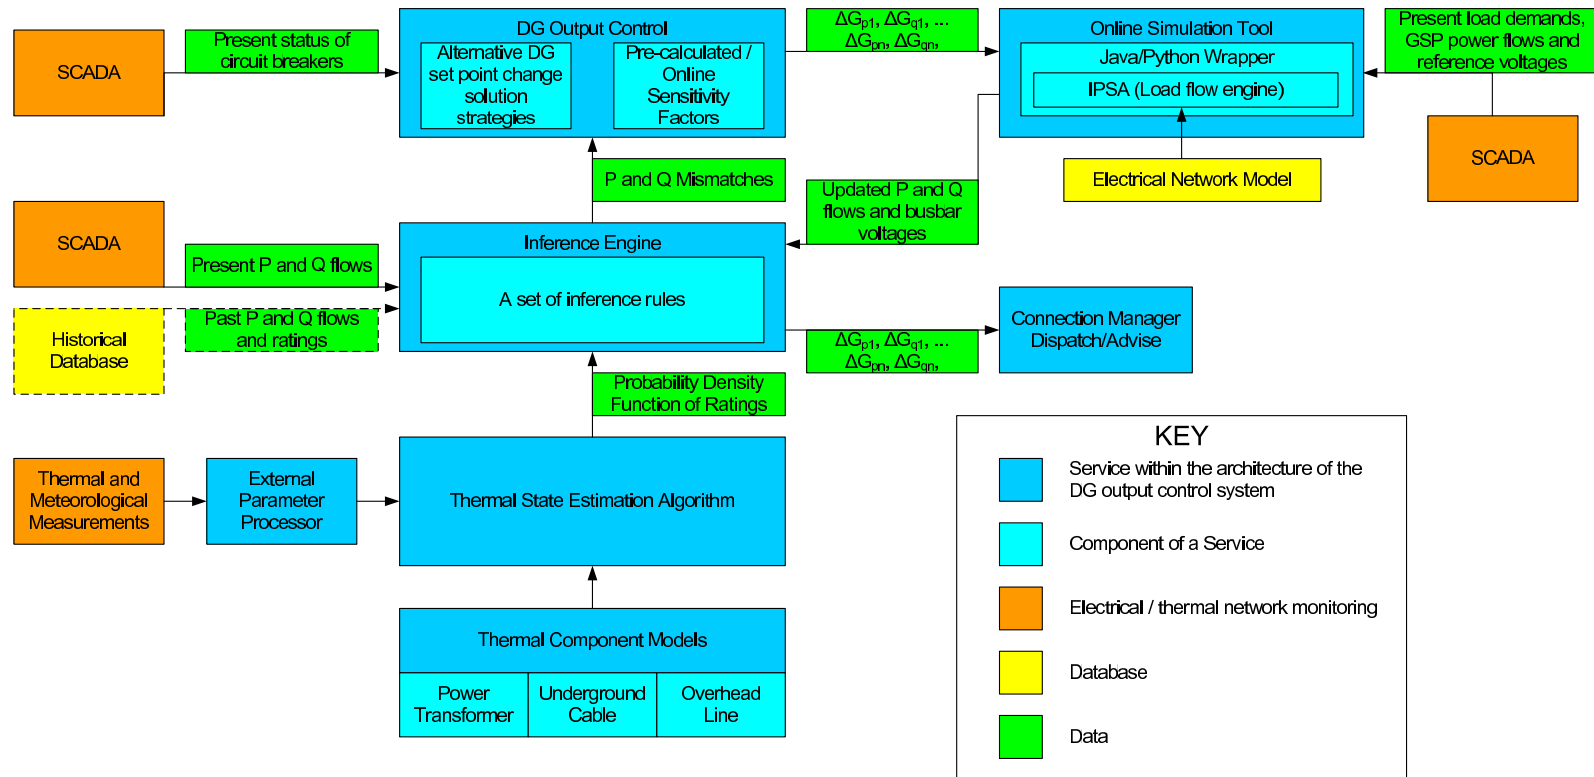 SCADA
Present status of
circuit breakers
DG Output Control
Alternative DG
set point change
solution
strategies
Pre-calculated /
Online
Sensitivity
Factors
ΔGp1, ΔGq1, ...
ΔGpn, ΔGqn,
Online Simulation Tool
Java/Python Wrapper
IPSA (Load flow engine)
Present load demands,
GSP power flows and
reference voltages
SCADA
Electrical Network Model
P and Q Mismatches
Updated P and Q
flows and busbar
voltages
SCADA
Present P and Q flows
Inference Engine
A set of inference rules
Historical
Database
Past P and Q flows
and ratings
ΔGp1, ΔGq1, ...
ΔGpn, ΔGqn,
Connection Manager
Dispatch/Advise
Probability Density
Function of Ratings
Thermal and
Meteorological
Measurements
External
Parameter
Processor
Thermal State Estimation Algorithm
Thermal Component Models
Power
Transformer
Underground
Cable
Overhead
Line
KEY
Service within the architecture of the
DG output control system
Component of a Service
Electrical / thermal network monitoring
Database
Data